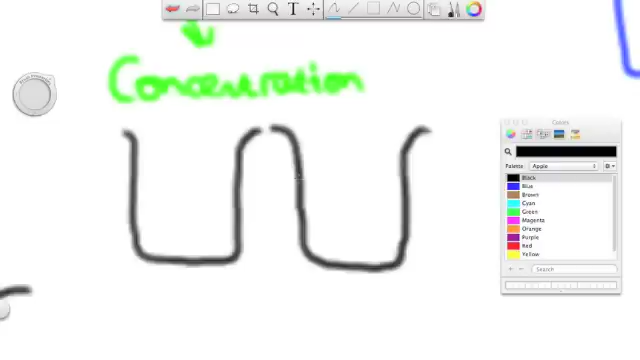 T
Concentration
Colors
Palette: Apple
Black
Blue
Brown
Cyan
Green
Magenta
Orange
Purple
Red
Yellow
Search